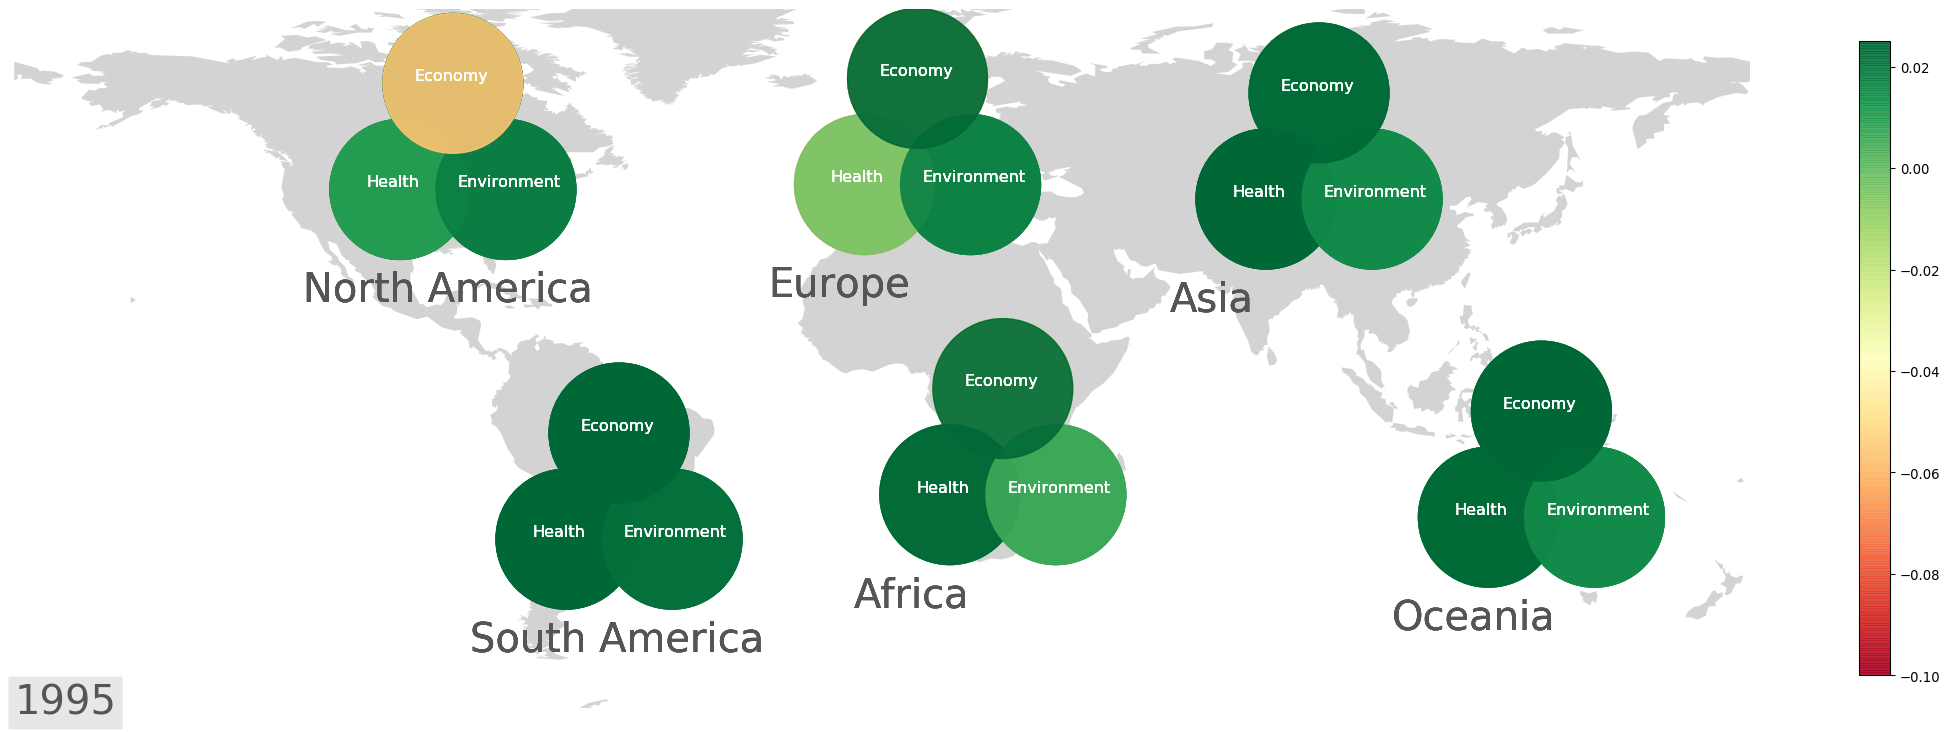 Economy
Health
Environment
North America
Economy
Health
Environment
Europe
Economy
Health
Environment
Asia
Economy
Health
Environment
South America
Economy
Health
Environment
Africa
Economy
Health
Environment
Oceania
1995
0.02
0.00
−0.02
−0.04
−0.06
−0.08
−0.10